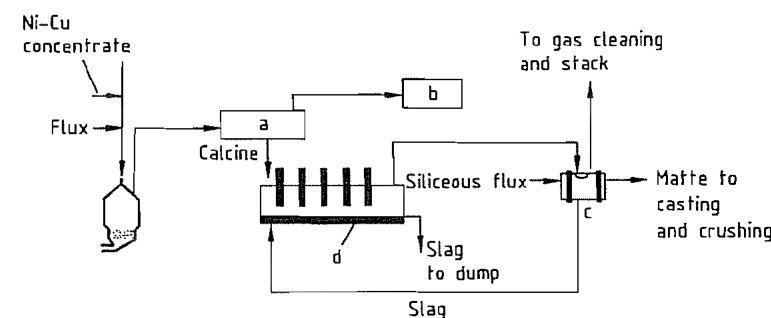 Ni-Cu
concentrate
Flux
a
b
Calcine
To gas cleaning
and stack
Siliceous flux
c
Matte to
casting
and crushing
d
Slag
to dump
Slag